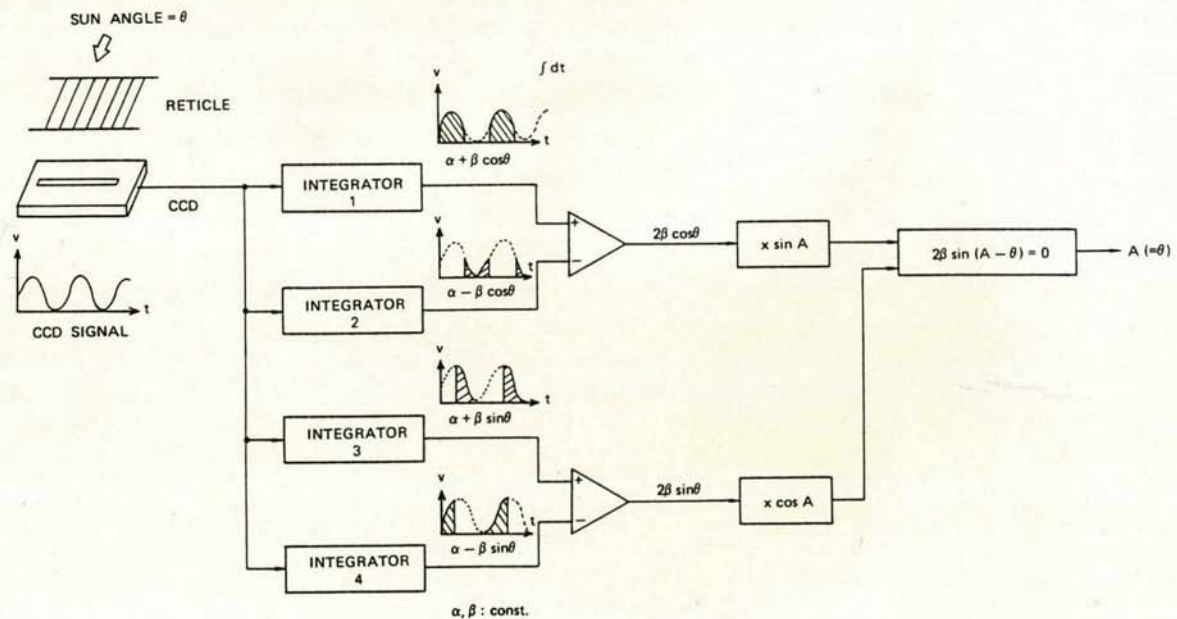 SUN ANGLE = θ
RETICLE
CCD
v
t
CCD SIGNAL
INTEGRATOR
1
INTEGRATOR
2
INTEGRATOR
3
INTEGRATOR
4
∫ dt
v
t
α + β cosθ
v
t
α − β cosθ
v
t
α + β sinθ
v
t
α − β sinθ
+
−
2β cosθ
x sin A
+
−
2β sinθ
x cos A
2β sin (A − θ) = 0
A (=θ)
α, β : const.